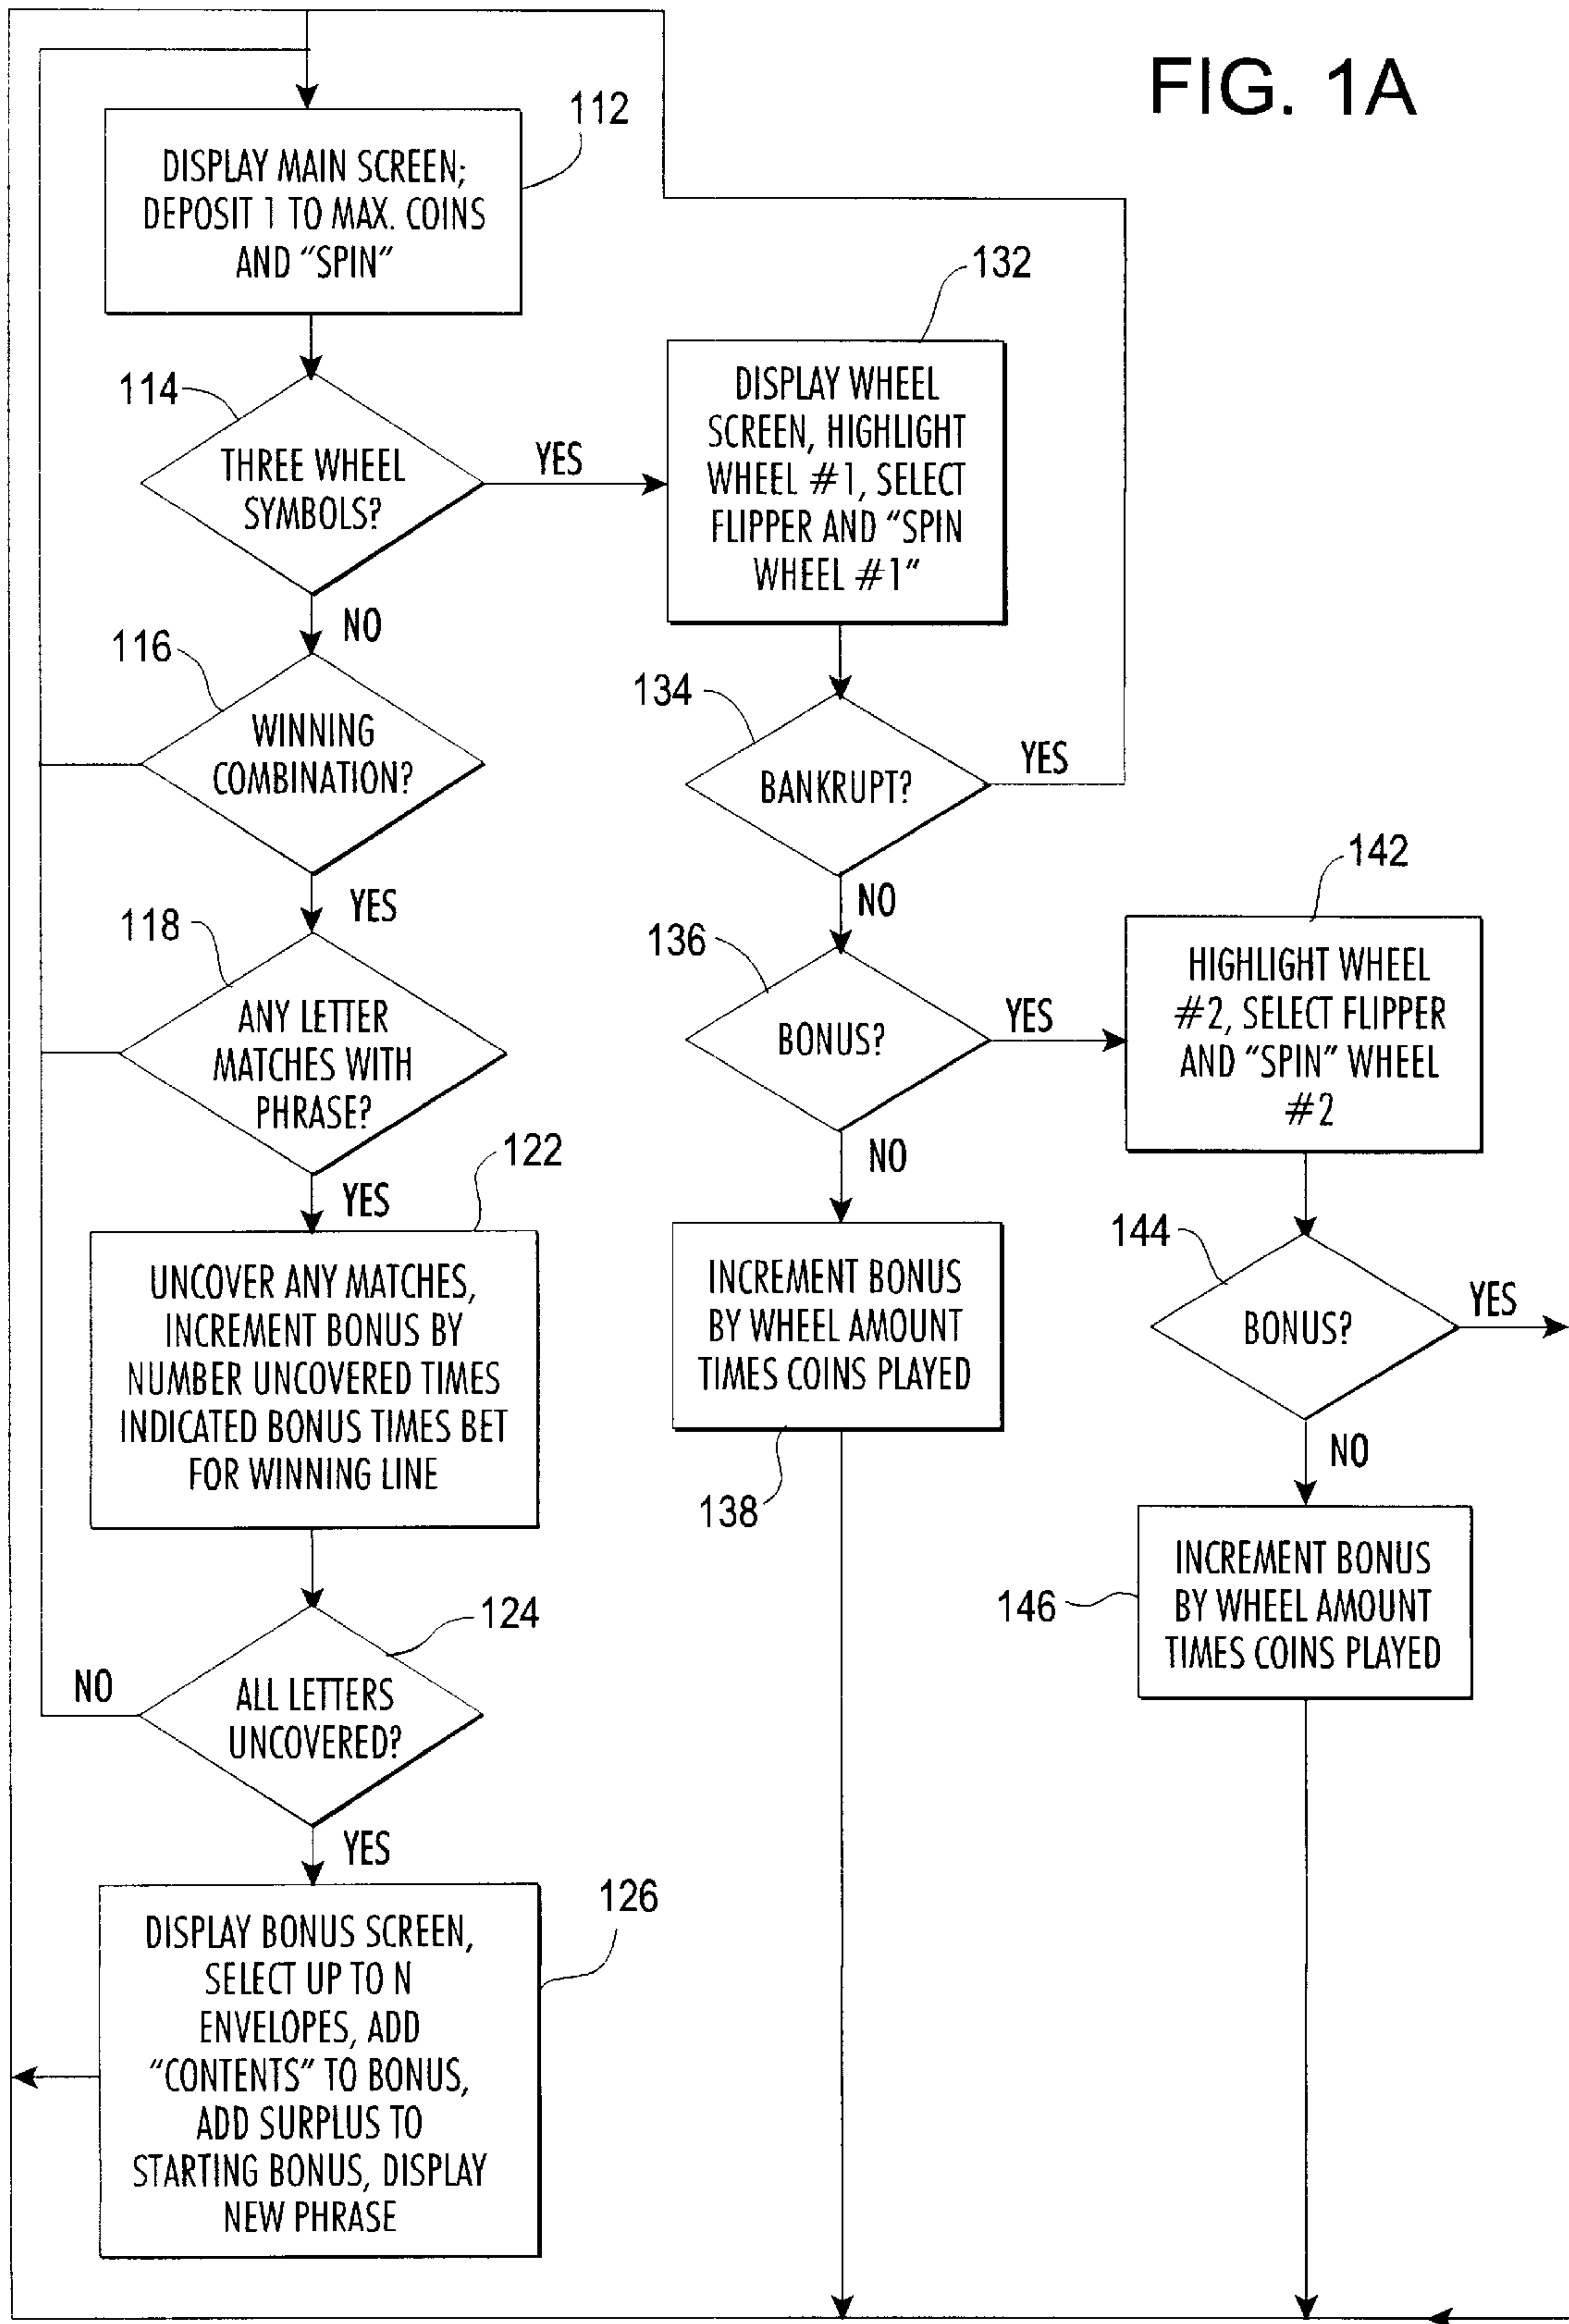 FIG. 1A
112
DISPLAY MAIN SCREEN;
DEPOSIT 1 TO MAX. COINS
AND "SPIN"
114
THREE WHEEL
SYMBOLS?
YES
NO
132
DISPLAY WHEEL
SCREEN, HIGHLIGHT
WHEEL #1, SELECT
FLIPPER AND "SPIN
WHEEL #1"
116
WINNING
COMBINATION?
YES
134
BANKRUPT?
YES
NO
118
ANY LETTER
MATCHES WITH
PHRASE?
YES
136
BONUS?
YES
NO
142
HIGHLIGHT WHEEL
#2, SELECT FLIPPER
AND "SPIN" WHEEL
#2
122
UNCOVER ANY MATCHES,
INCREMENT BONUS BY
NUMBER UNCOVERED TIMES
INDICATED BONUS TIMES BET
FOR WINNING LINE
INCREMENT BONUS
BY WHEEL AMOUNT
TIMES COINS PLAYED
138
144
BONUS?
YES
NO
146
INCREMENT BONUS
BY WHEEL AMOUNT
TIMES COINS PLAYED
124
ALL LETTERS
UNCOVERED?
NO
YES
126
DISPLAY BONUS SCREEN,
SELECT UP TO N
ENVELOPES, ADD
"CONTENTS" TO BONUS,
ADD SURPLUS TO
STARTING BONUS, DISPLAY
NEW PHRASE